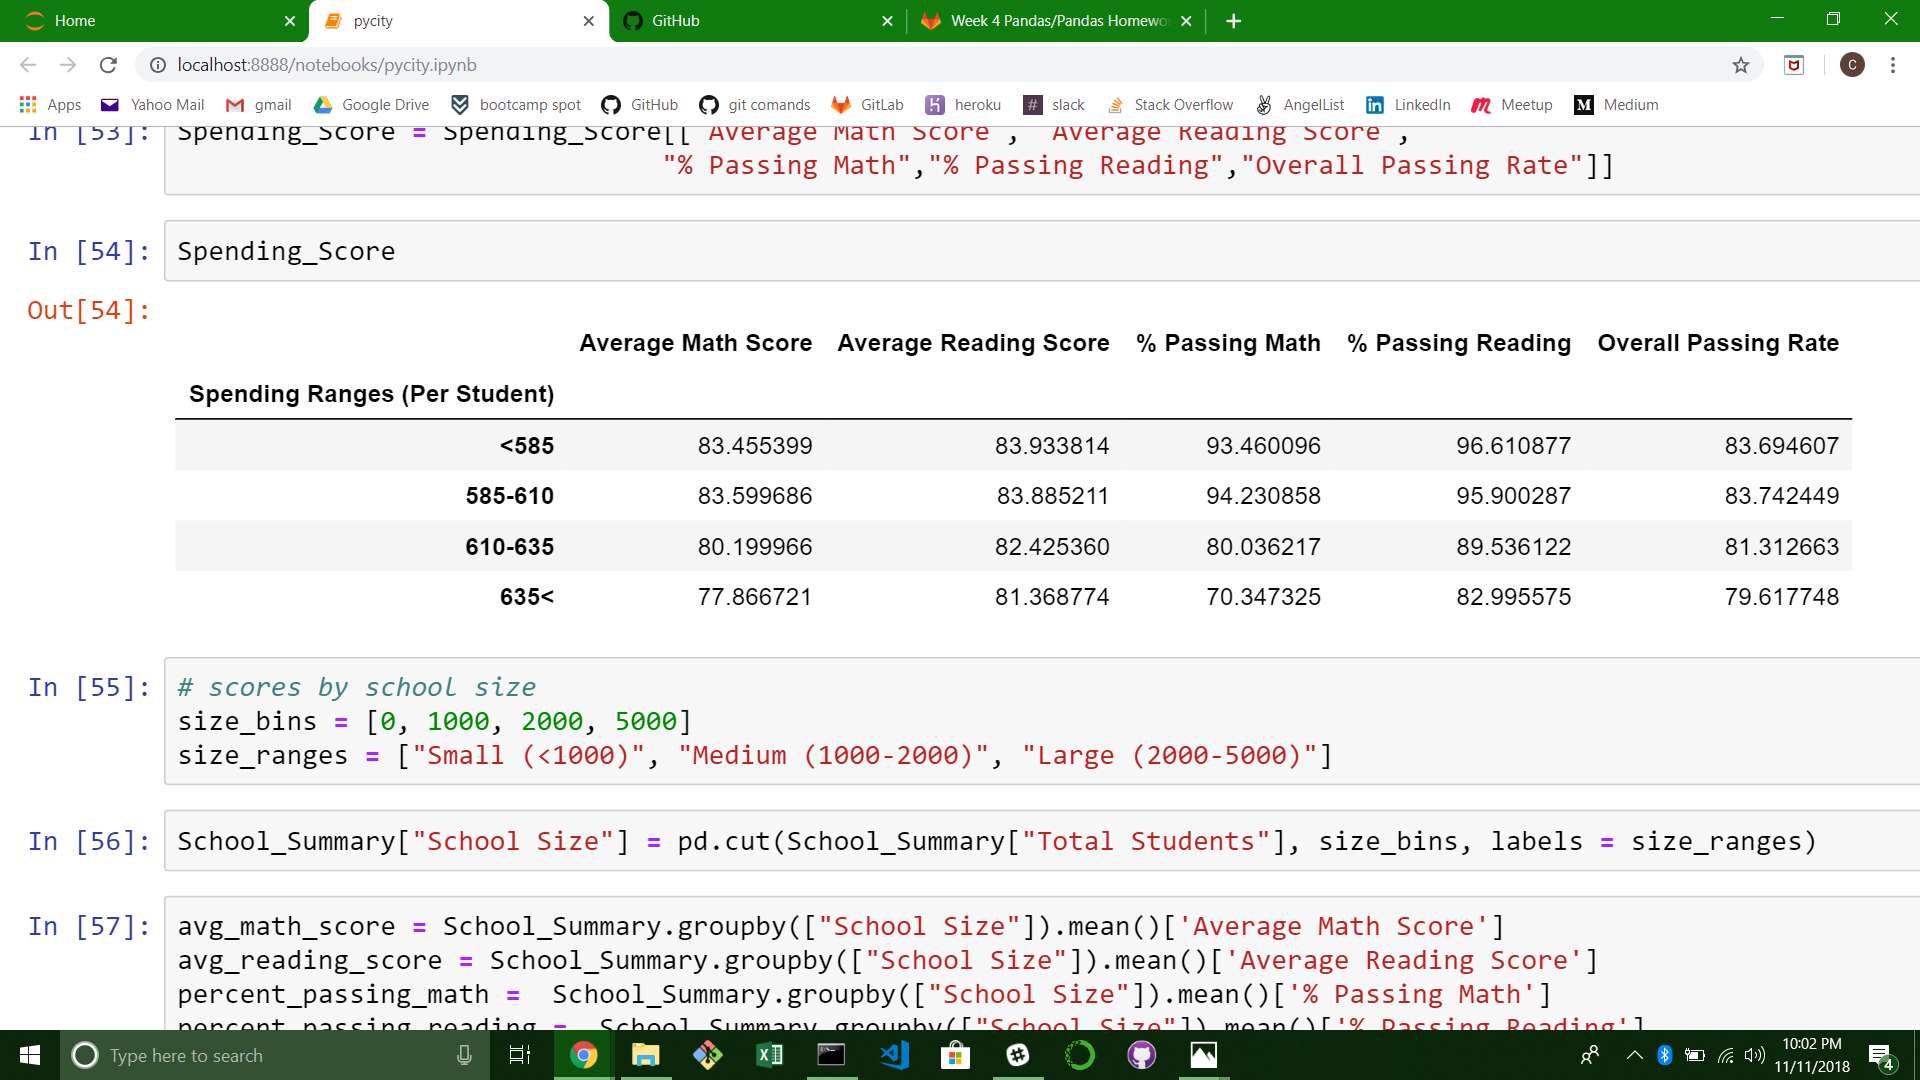 Home
pycity
GitHub
Week 4 Pandas/Pandas Homewo
localhost:8888/notebooks/pycity.ipynb
C
Apps Yahoo Mail gmail Google Drive bootcamp spot GitHub git comands GitLab heroku slack Stack Overflow AngelList LinkedIn Meetup Medium
In [53]: Spending_Score = Spending_Score[["Average Math Score", "Average Reading Score",
"% Passing Math","% Passing Reading","Overall Passing Rate"]]
In [54]: Spending_Score
Out[54]:
Average Math Score Average Reading Score % Passing Math % Passing Reading Overall Passing Rate
Spending Ranges (Per Student)
<585 83.455399 83.933814 93.460096 96.610877 83.694607
585-610 83.599686 83.885211 94.230858 95.900287 83.742449
610-635 80.199966 82.425360 80.036217 89.536122 81.312663
635< 77.866721 81.368774 70.347325 82.995575 79.617748
In [55]: # scores by school size
size_bins = [0, 1000, 2000, 5000]
size_ranges = ["Small (<1000)", "Medium (1000-2000)", "Large (2000-5000)"]
In [56]: School_Summary["School Size"] = pd.cut(School_Summary["Total Students"], size_bins, labels = size_ranges)
In [57]: avg_math_score = School_Summary.groupby(["School Size"]).mean()['Average Math Score']
avg_reading_score = School_Summary.groupby(["School Size"]).mean()['Average Reading Score']
percent_passing_math =  School_Summary.groupby(["School Size"]).mean()['% Passing Math']
percent_passing_reading =  School_Summary.groupby(["School Size"]).mean()['% Passing Reading']
Type here to search
10:02 PM
11/11/2018
4